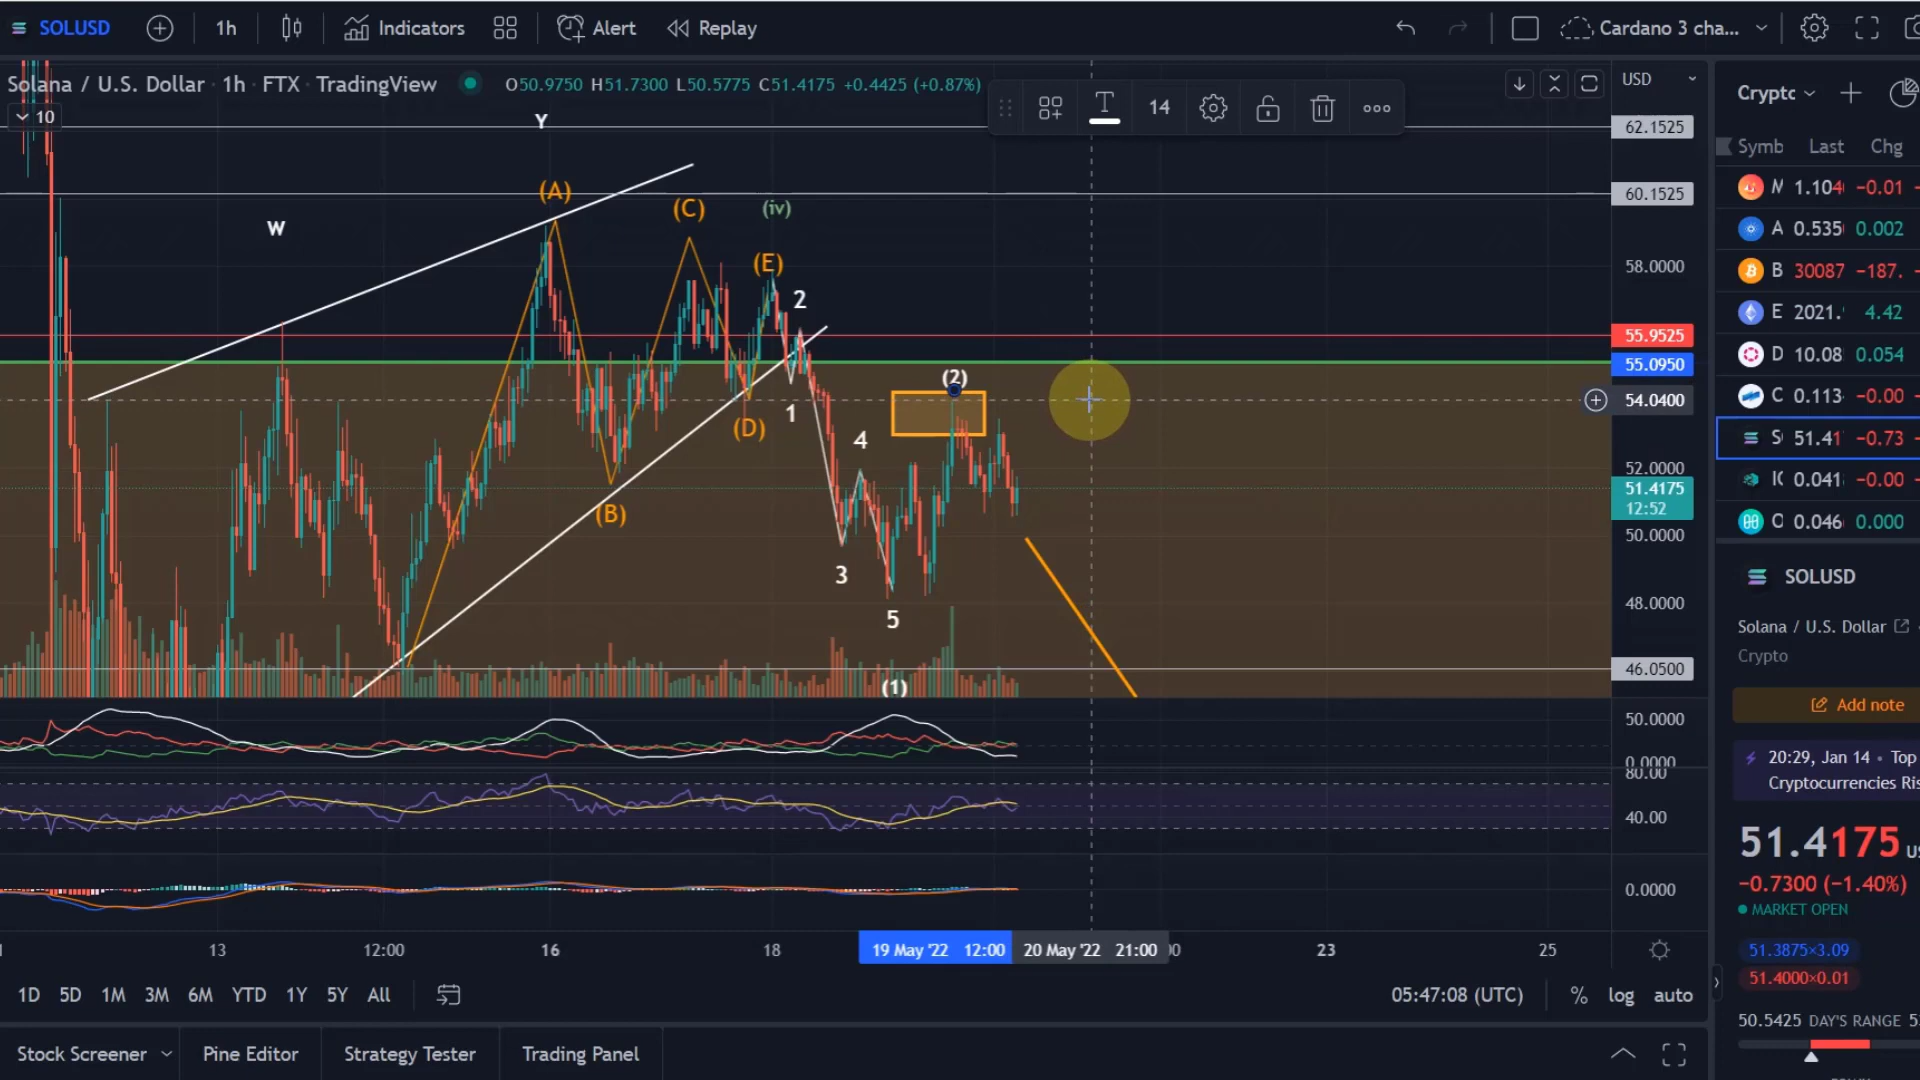 SOLUSD 1h Indicators Alert Replay Cardano 3 cha...
Solana / U.S. Dollar · 1h · FTX · TradingView O50.9750 H51.7300 L50.5775 C51.4175 +0.4425 (+0.87%)
10
14
USD
62.1525
60.1525
58.0000
55.9525
55.0950
54.0400
52.0000
51.4175
12:52
50.0000
48.0000
46.0500
50.0000
0.0000
80.00
40.00
0.0000
W
Y
(A)
(B)
(C)
(D)
(E)
(iv)
1
2
3
4
5
(1)
(2)
13 12:00 16 18 19 May '22 12:00 20 May '22 21:00 23 25
1D 5D 1M 3M 6M YTD 1Y 5Y All
05:47:08 (UTC) % log auto
Stock Screener Pine Editor Strategy Tester Trading Panel
Crypto
Symb Last Chg
M 1.104 -0.01
A 0.535 0.002
B 30087 -187.
E 2021. 4.42
D 10.08 0.054
C 0.113 -0.00
S 51.41 -0.73
IC 0.041 -0.00
O 0.046 0.000
SOLUSD
Solana / U.S. Dollar
Crypto
Add note
20:29, Jan 14 • Top
Cryptocurrencies Ris
51.4175
−0.7300 (−1.40%)
MARKET OPEN
51.3875×3.09
51.4000×0.01
50.5425 DAY'S RANGE